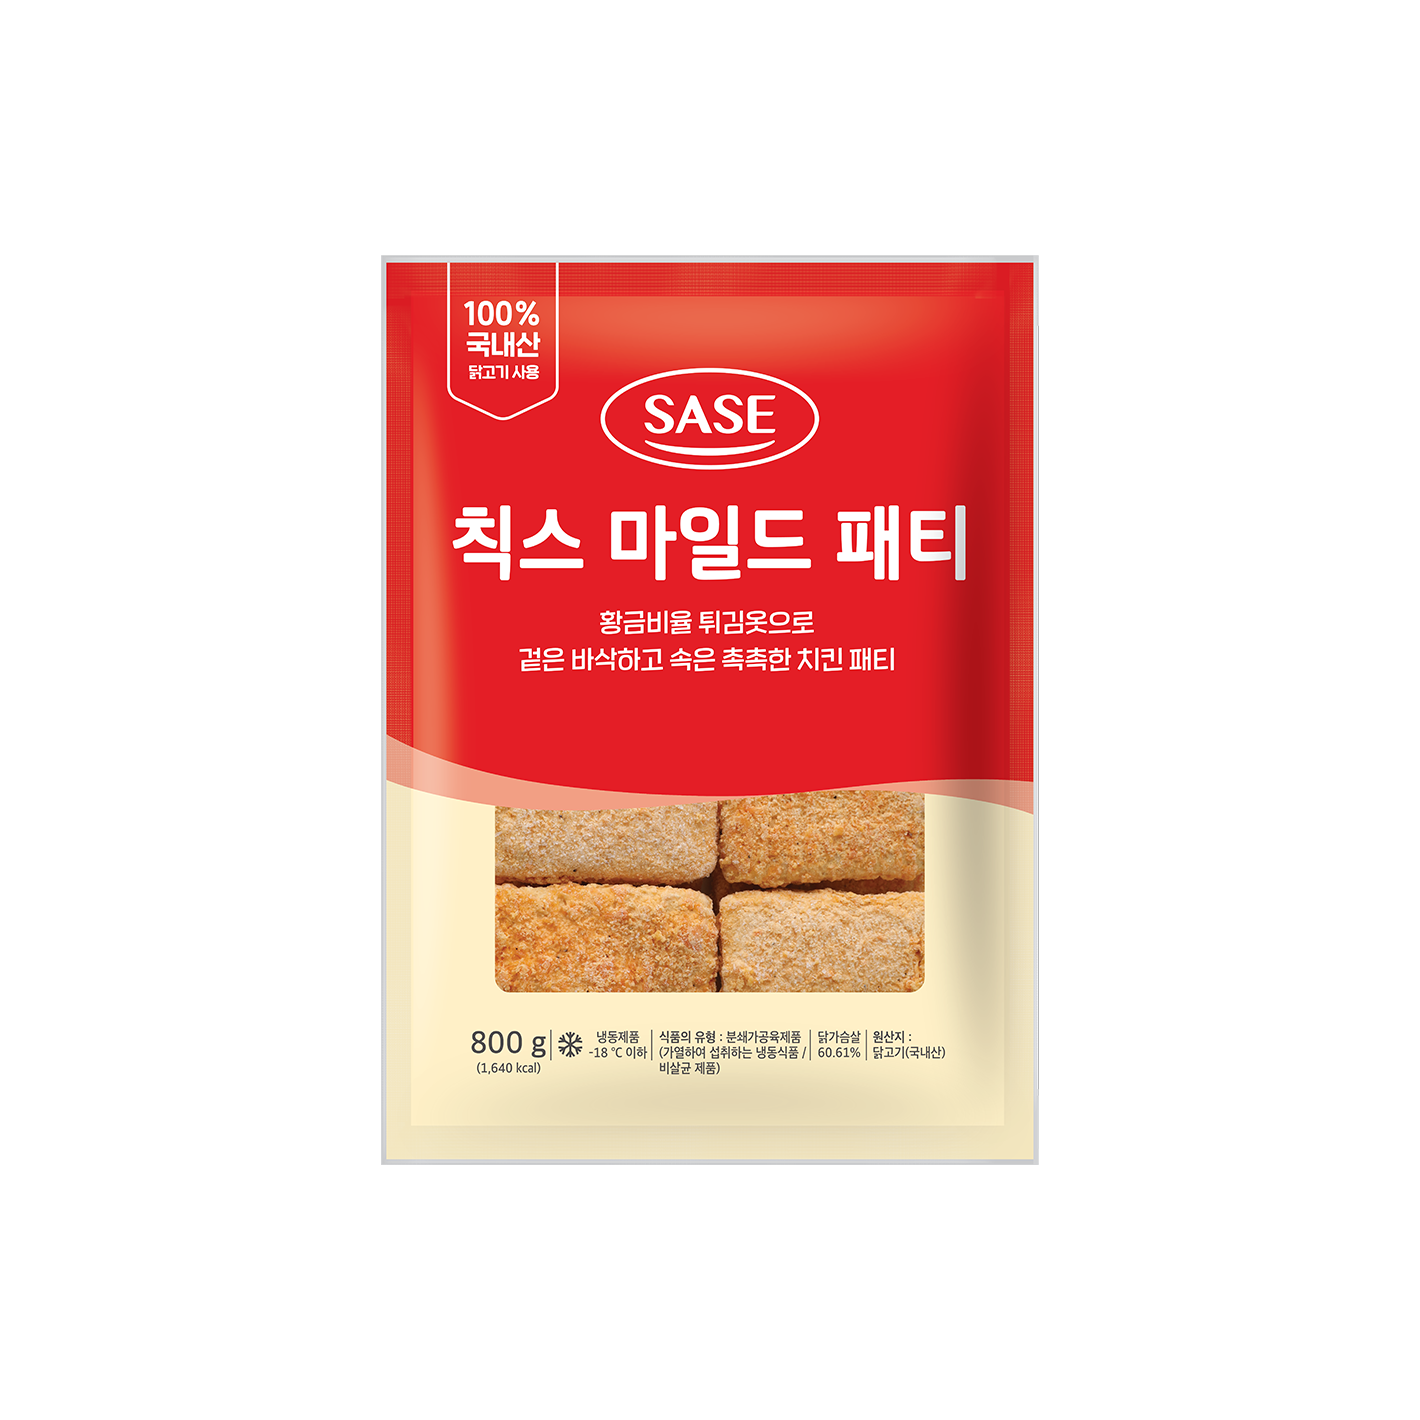 100%
국내산
닭고기 사용
SASE
칙스 마일드 패티
황금비율 튀김옷으로
겉은 바삭하고 속은 촉촉한 치킨 패티
800 g
(1,640 kcal)
냉동제품
-18 ℃ 이하
식품의 유형 : 분쇄가공육제품
(가열하여 섭취하는 냉동식품 /
비살균 제품)
닭가슴살
60.61%
원산지 :
닭고기(국내산)